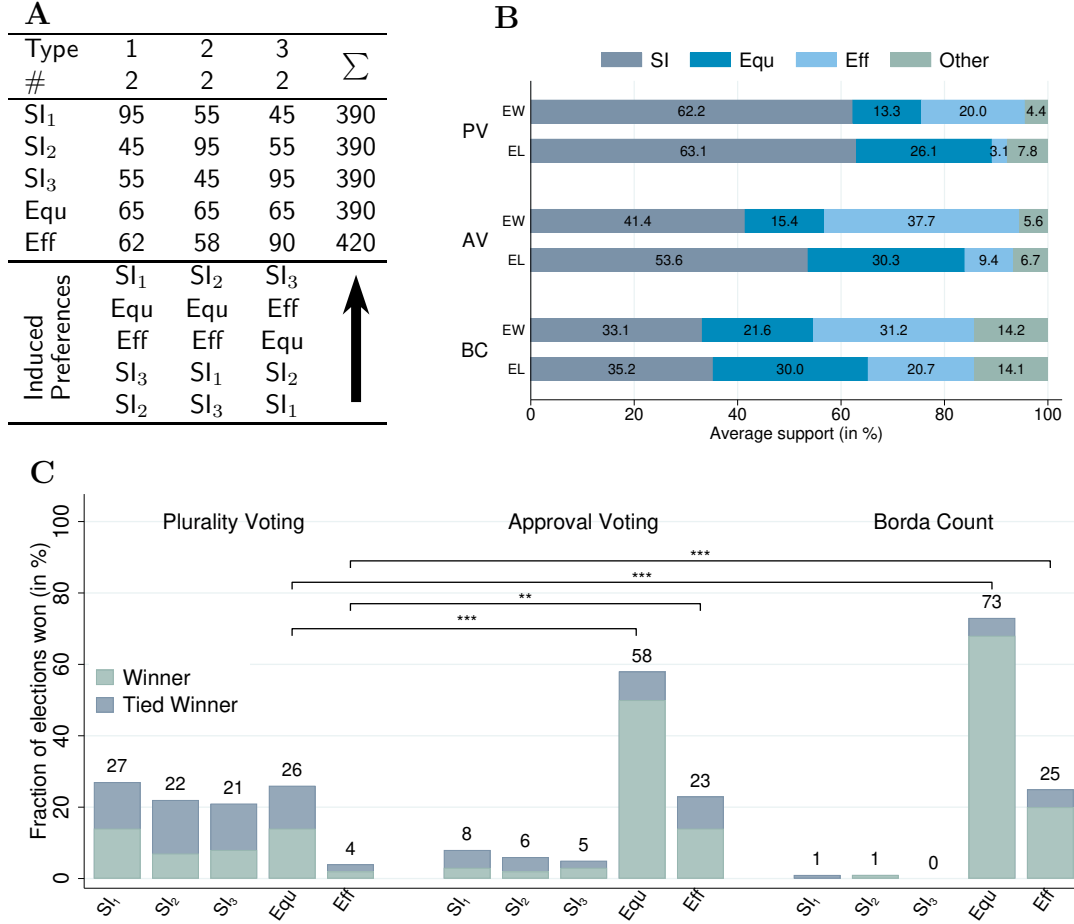 A
Type 1 2 3 ∑
# 2 2 2
SI₁ 95 55 45 390
SI₂ 45 95 55 390
SI₃ 55 45 95 390
Equ 65 65 65 390
Eff 62 58 90 420
Induced Preferences
SI₁ SI₂ SI₃
Equ Equ Eff
Eff Eff Equ
SI₃ SI₁ SI₂
SI₂ SI₃ SI₁
B
SI Equ Eff Other
PV
EW 62.2 13.3 20.0 4.4
EL 63.1 26.1 3.1 7.8
AV
EW 41.4 15.4 37.7 5.6
EL 53.6 30.3 9.4 6.7
BC
EW 33.1 21.6 31.2 14.2
EL 35.2 30.0 20.7 14.1
0 20 40 60 80 100
Average support (in %)
C
Plurality Voting Approval Voting Borda Count
Fraction of elections won (in %)
100
80
60
40
20
0
***
***
**
***
Winner
Tied Winner
27 22 21 26 4
8 6 5 58 23
1 1 0 73 25
SI₁ SI₂ SI₃ Equ Eff SI₁ SI₂ SI₃ Equ Eff SI₁ SI₂ SI₃ Equ Eff